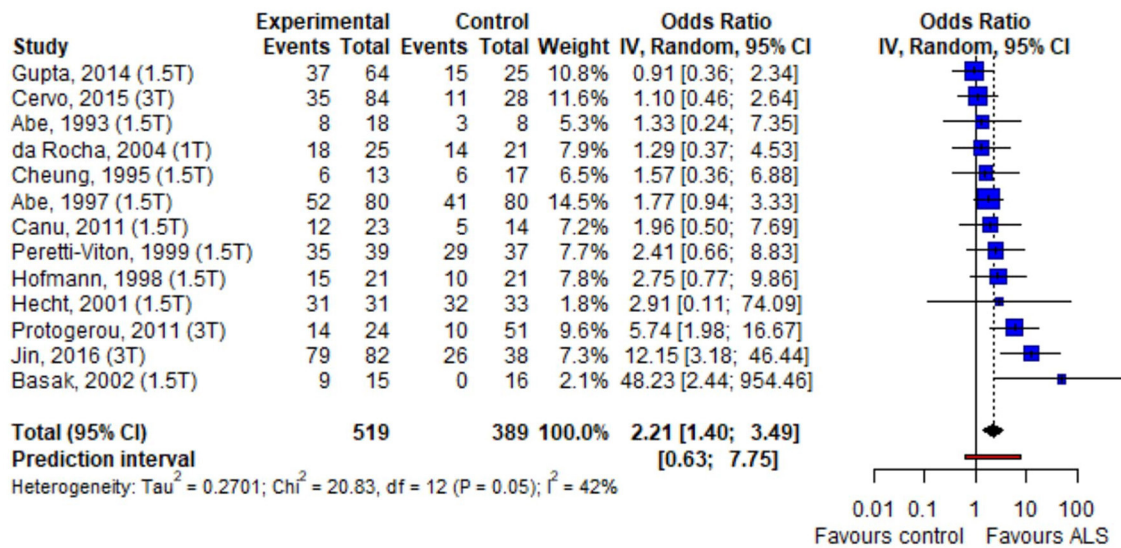 Experimental Control Odds Ratio Odds Ratio
Study Events Total Events Total Weight IV, Random, 95% CI IV, Random, 95% CI
Gupta, 2014 (1.5T) 37 64 15 25 10.8% 0.91 [0.36; 2.34]
Cervo, 2015 (3T) 35 84 11 28 11.6% 1.10 [0.46; 2.64]
Abe, 1993 (1.5T) 8 18 3 8 5.3% 1.33 [0.24; 7.35]
da Rocha, 2004 (1T) 18 25 14 21 7.9% 1.29 [0.37; 4.53]
Cheung, 1995 (1.5T) 6 13 6 17 6.5% 1.57 [0.36; 6.88]
Abe, 1997 (1.5T) 52 80 41 80 14.5% 1.77 [0.94; 3.33]
Canu, 2011 (1.5T) 12 23 5 14 7.2% 1.96 [0.50; 7.69]
Peretti-Viton, 1999 (1.5T) 35 39 29 37 7.7% 2.41 [0.66; 8.83]
Hofmann, 1998 (1.5T) 15 21 10 21 7.8% 2.75 [0.77; 9.86]
Hecht, 2001 (1.5T) 31 31 32 33 1.8% 2.91 [0.11; 74.09]
Protogerou, 2011 (3T) 14 24 10 51 9.6% 5.74 [1.98; 16.67]
Jin, 2016 (3T) 79 82 26 38 7.3% 12.15 [3.18; 46.44]
Basak, 2002 (1.5T) 9 15 0 16 2.1% 48.23 [2.44; 954.46]
Total (95% CI) 519 389 100.0% 2.21 [1.40; 3.49]
Prediction interval [0.63; 7.75]
Heterogeneity: Tau² = 0.2701; Chi² = 20.83, df = 12 (P = 0.05); I² = 42%
0.01 0.1 1 10 100
Favours control Favours ALS